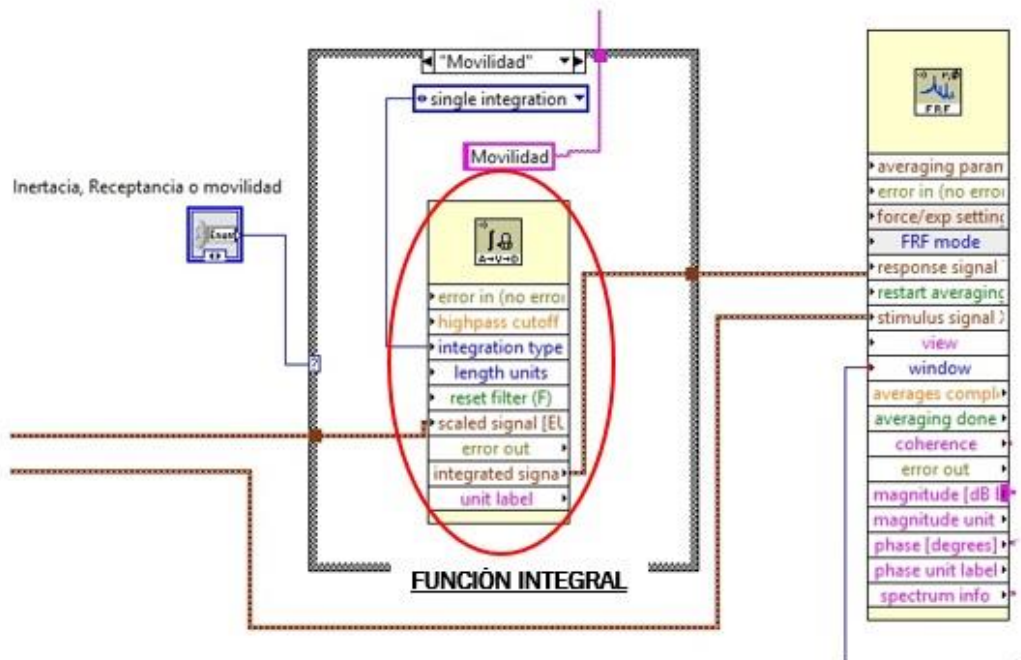 "Movilidad"
single integration
Movilidad
Inertacia, Receptancia o movilidad
Enum
?
A→V→D
error in (no erro
highpass cutoff
integration type
length units
reset filter (F)
scaled signal [EU
error out
integrated signa
unit label
FUNCIÓN INTEGRAL
FRF
averaging param
error in (no erro
force/exp setting
FRF mode
response signal
restart averaging
stimulus signal
view
window
averages compl
averaging done
coherence
error out
magnitude [dB
magnitude unit
phase [degrees]
phase unit label
spectrum info